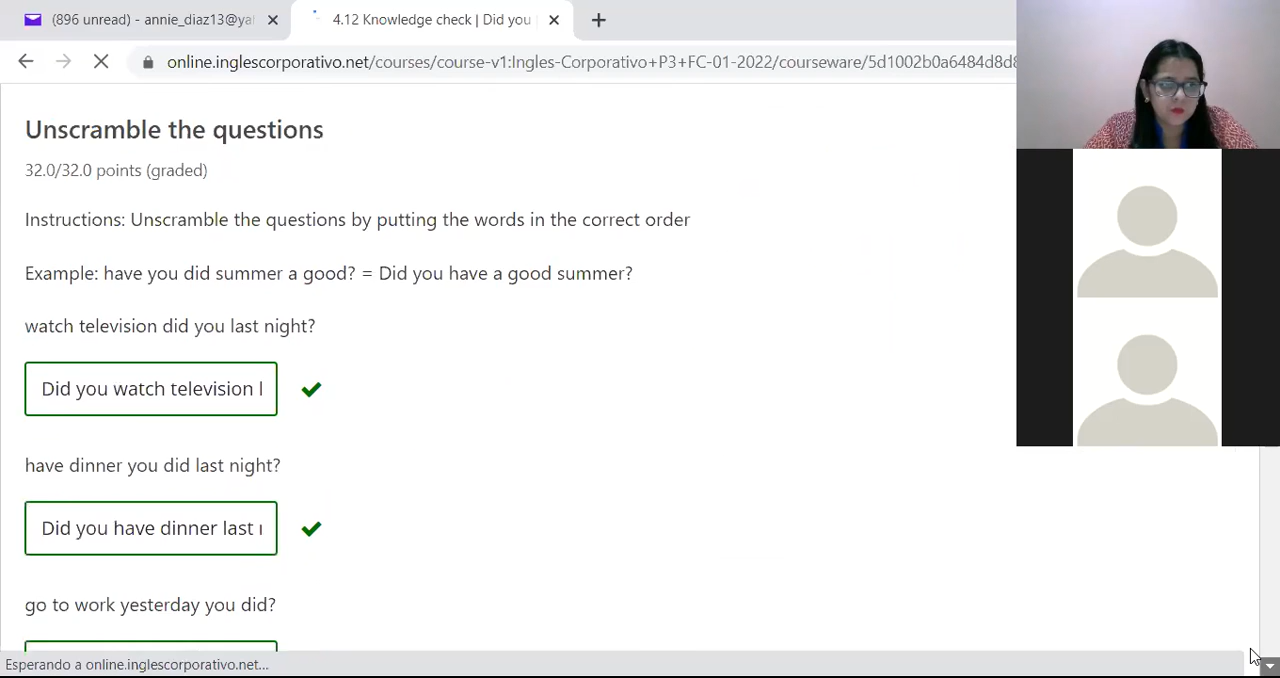 (896 unread) - annie_diaz13@ya
4.12 Knowledge check | Did you
online.inglescorporativo.net/courses/course-v1:Ingles-Corporativo+P3+FC-01-2022/courseware/5d1002b0a6484d8d8
Unscramble the questions
32.0/32.0 points (graded)
Instructions: Unscramble the questions by putting the words in the correct order
Example: have you did summer a good? = Did you have a good summer?
watch television did you last night?
Did you watch television l
have dinner you did last night?
Did you have dinner last
go to work yesterday you did?
Esperando a online.inglescorporativo.net...